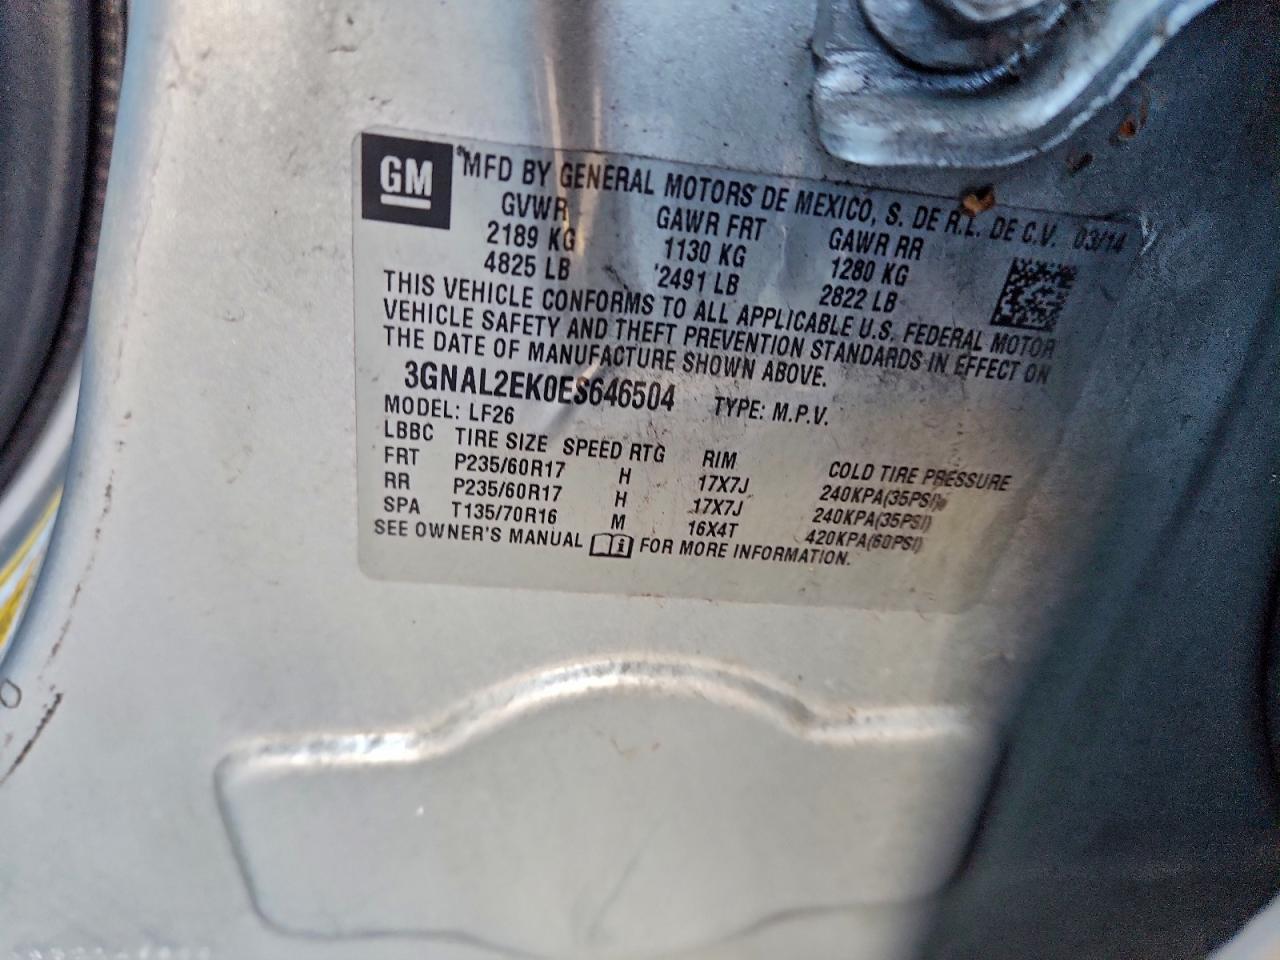 GM
MFD BY GENERAL MOTORS DE MEXICO, S. DE R.L. DE C.V. 03/14
GVWR GAWR FRT GAWR RR
2189 KG 1130 KG 1280 KG
4825 LB 2491 LB 2822 LB
THIS VEHICLE CONFORMS TO ALL APPLICABLE U.S. FEDERAL MOTOR
VEHICLE SAFETY AND THEFT PREVENTION STANDARDS IN EFFECT ON
THE DATE OF MANUFACTURE SHOWN ABOVE.
3GNAL2EK0ES646504 TYPE: M.P.V.
MODEL: LF26
LBBC TIRE SIZE SPEED RTG RIM COLD TIRE PRESSURE
FRT P235/60R17 H 17X7J 240KPA(35PSI)
RR P235/60R17 H 17X7J 240KPA(35PSI)
SPA T135/70R16 M 16X4T 420KPA(60PSI)
SEE OWNER'S MANUAL FOR MORE INFORMATION.